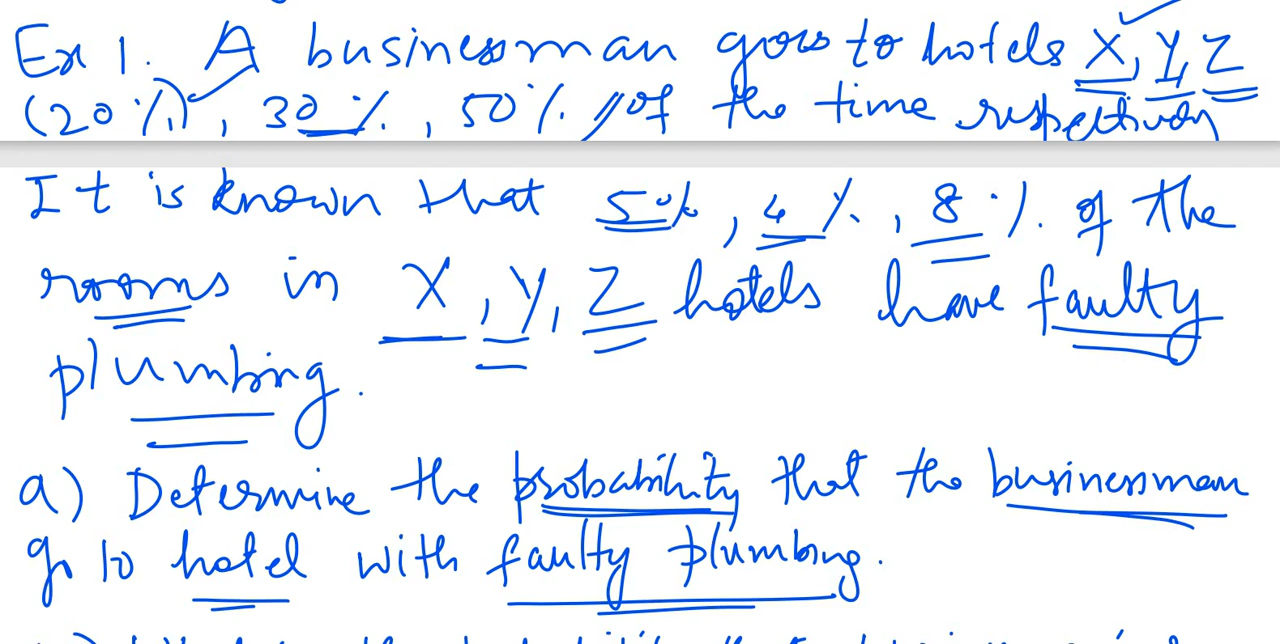 Ex 1. A businessman goes to hotels X, Y, Z
(20%), 30%, 50% of the time respectively
It is known that 5%, 4%, 8% of the
rooms in X, Y, Z hotels have faulty
plumbing.
a) Determine the probability that the businessman
go to hotel with faulty plumbing.